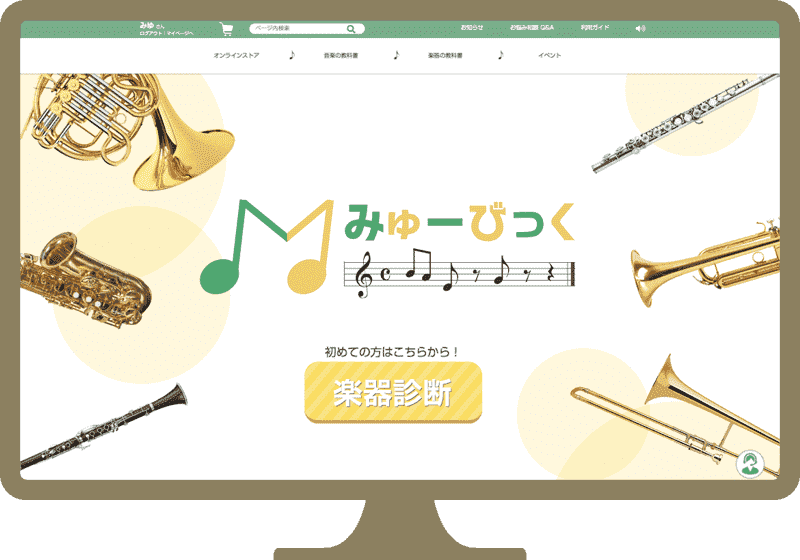 みゅ さん
ログアウト｜マイページへ
ページ内検索
お知らせ
お悩み相談 Q&A
利用ガイド
オンラインストア
音楽の教科書
楽器の教科書
イベント
みゅーびっく
初めての方はこちらから！
楽器診断